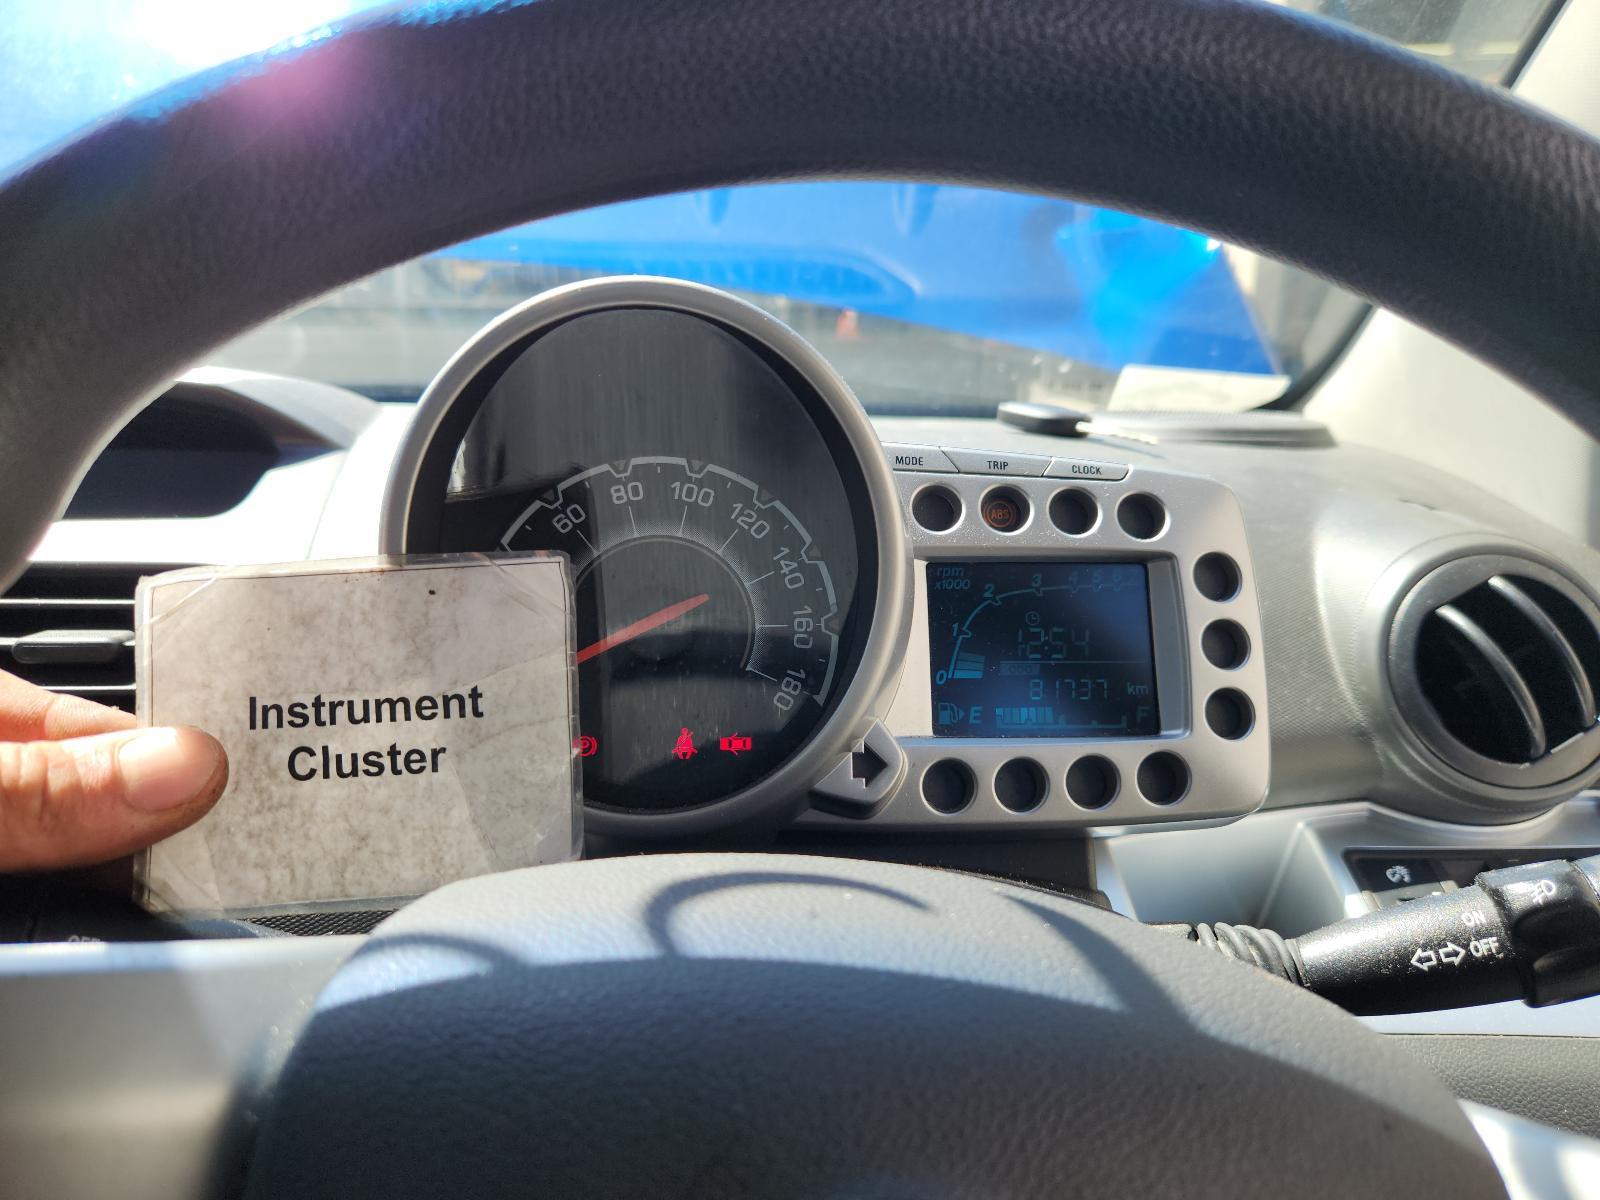 MODE TRIP CLOCK
ABS
60 80 100 120 140 160 180
rpm
x1000
0 1 2 3 4 5 6 7
12:54
81737 km
E F
Instrument
Cluster
P
ON
OFF